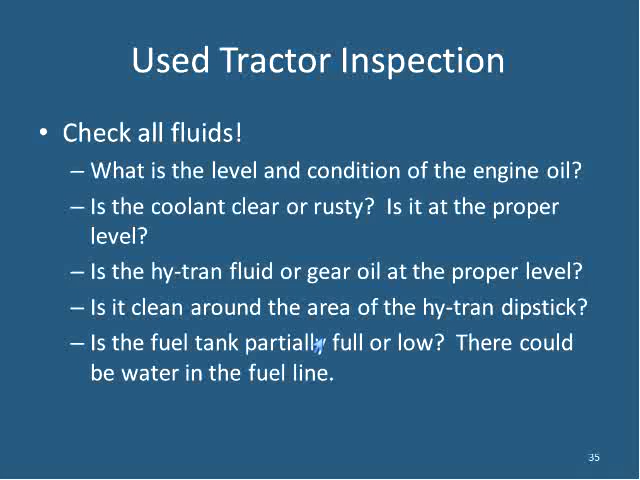 Used Tractor Inspection
• Check all fluids!
– What is the level and condition of the engine oil?
– Is the coolant clear or rusty?  Is it at the proper
level?
– Is the hy-tran fluid or gear oil at the proper level?
– Is it clean around the area of the hy-tran dipstick?
– Is the fuel tank partially full or low?  There could
be water in the fuel line.
35